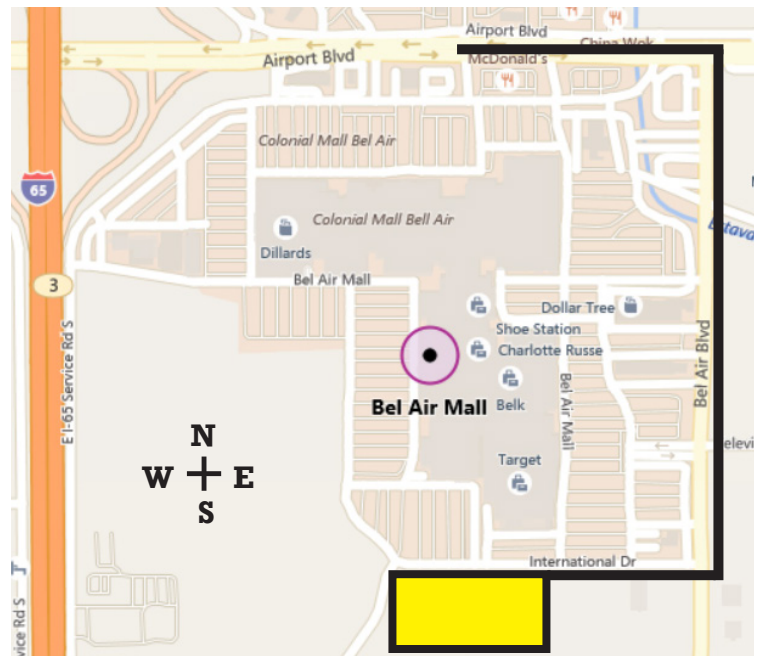 Airport Blvd
China Wok
Airport Blvd
McDonald's
Colonial Mall Bel Air
65
Colonial Mall Bell Air
Dillards
Bel Air Mall
3
Dollar Tree
Shoe Station
Charlotte Russe
E I-65 Service Rd S
Bel Air Blvd
Bel Air Mall
Belk
Bel Air Mall
N
W E
S
Target
elevi
International Dr
vice Rd S